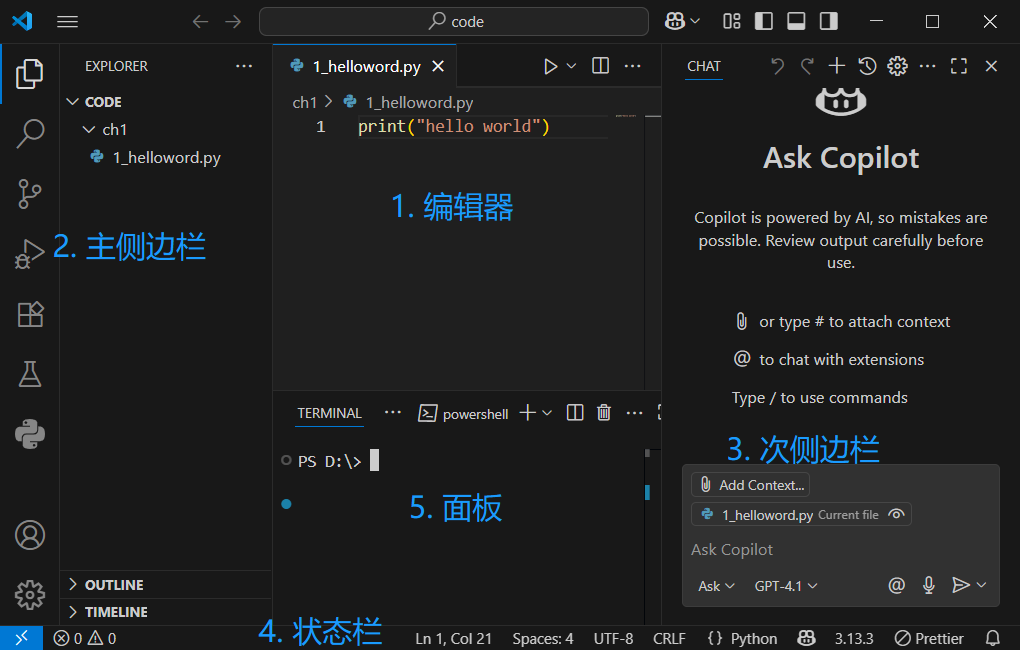 code
EXPLORER
CODE
ch1
1_helloword.py
2. 主侧边栏
OUTLINE
TIMELINE
1_helloword.py
ch1 > 1_helloword.py
1 print("hello world")
1. 编辑器
TERMINAL
powershell
PS D:\>
5. 面板
CHAT
Ask Copilot
Copilot is powered by AI, so mistakes are
possible. Review output carefully before
use.
or type # to attach context
@ to chat with extensions
Type / to use commands
3. 次侧边栏
Add Context...
1_helloword.py Current file
Ask Copilot
Ask GPT-4.1 @
0 0
4. 状态栏
Ln 1, Col 21 Spaces: 4 UTF-8 CRLF {} Python 3.13.3 Prettier